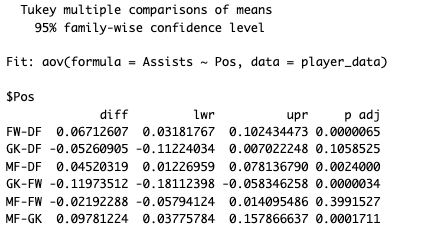 Tukey multiple comparisons of means
95% family-wise confidence level
Fit: aov(formula = Assists ~ Pos, data = player_data)
$Pos
diff lwr upr p adj
FW-DF 0.06712607 0.03181767 0.102434473 0.0000065
GK-DF -0.05260905 -0.11224034 0.007022248 0.1058525
MF-DF 0.04520319 0.01226959 0.078136790 0.0024000
GK-FW -0.11973512 -0.18112398 -0.058346258 0.0000034
MF-FW -0.02192288 -0.05794124 0.014095486 0.3991527
MF-GK 0.09781224 0.03775784 0.157866637 0.0001711